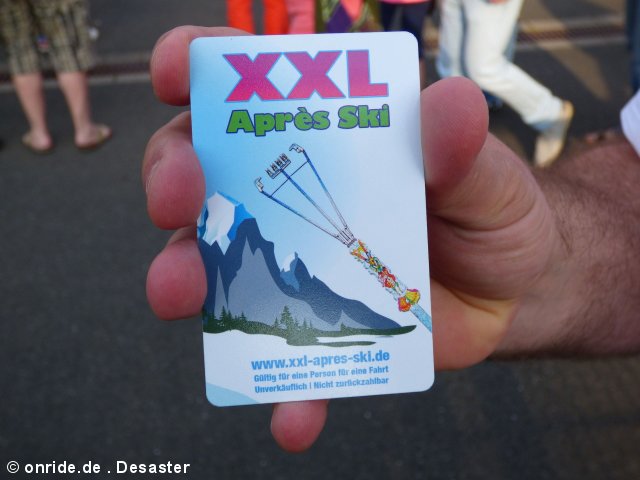 XXL
Après Ski
www.xxl-apres-ski.de
Gültig für eine Person für eine Fahrt
Unverkäuflich | Nicht zurückzahlbar
© onride.de . Desaster